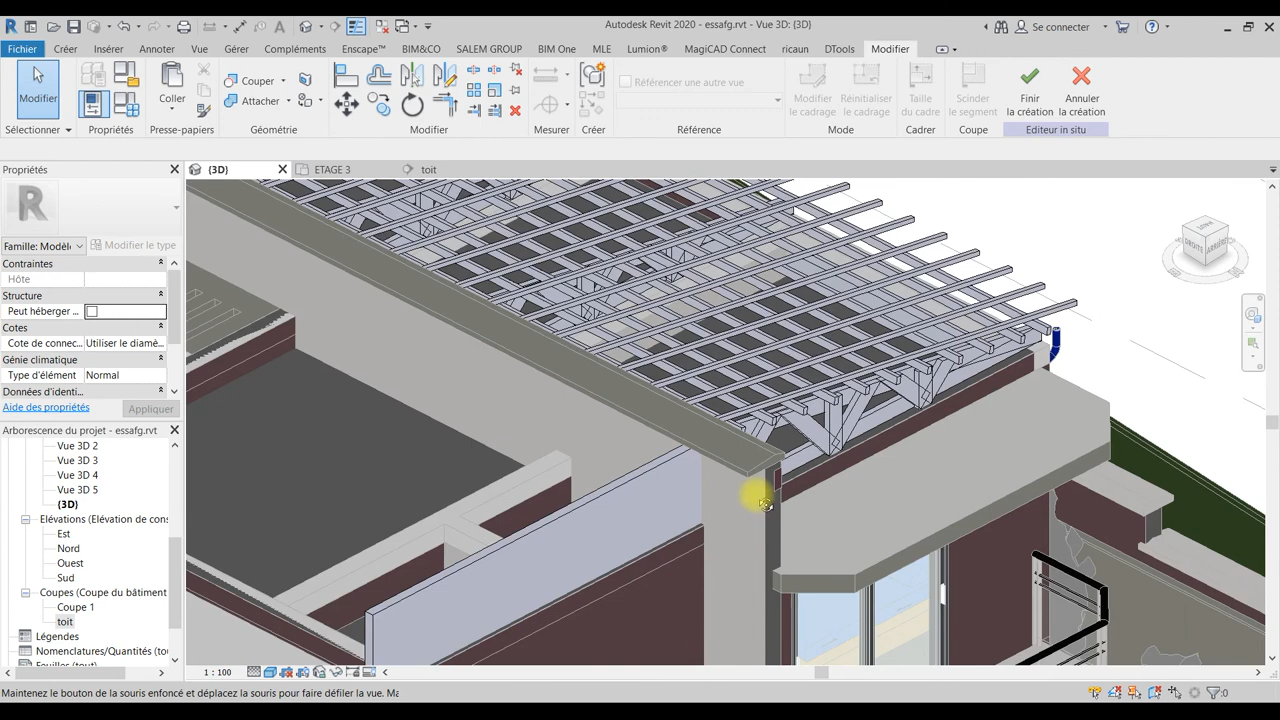 Autodesk Revit 2020 - essafg.rvt - Vue 3D: {3D}
Se connecter
Fichier Créer Insérer Annoter Vue Gérer Compléments Enscape™ BIM&CO SALEM GROUP BIM One MLE Lumion® MagiCAD Connect ricaun DTools Modifier
Modifier
Coller
Couper
Attacher
Référencer une autre vue
Modifier le cadrage
Réinitialiser le cadrage
Taille du cadre
Scinder le segment
Finir la création
Annuler la création
Sélectionner Propriétés Presse-papiers Géométrie Modifier Mesurer Créer Référence Mode Cadrer Coupe Editeur in situ
Propriétés
{3D} ETAGE 3 toit
R
Famille: Modèl
Modifier le type
Contraintes
Hôte
Structure
Peut héberger ...
Cotes
Cote de connec... Utiliser le diamè...
Génie climatique
Type d'élément Normal
Données d'identi...
Aide des propriétés Appliquer
Arborescence du projet - essafg.rvt
Vue 3D 2
Vue 3D 3
Vue 3D 4
Vue 3D 5
{3D}
Elévations (Elévation de cons
Est
Nord
Ouest
Sud
Coupes (Coupe du bâtiment
Coupe 1
toit
Légendes
Nomenclatures/Quantités (tou
Feuilles (tout)
DROITE ARRIÈRE
1 : 100
Maintenez le bouton de la souris enfoncé et déplacez la souris pour faire défiler la vue. Ma
:0